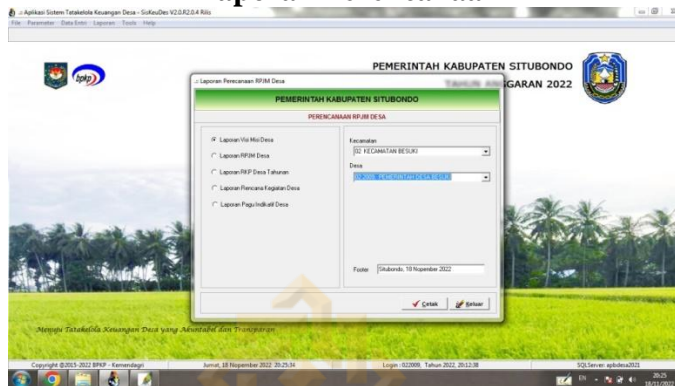 .:: Aplikasi Sistem Tatakelola Keuangan Desa - SisKeuDes V2.0.R2.0.4 Rilis
File Parameter Data Entri Laporan Tools Help
PEMERINTAH KABUPATEN SITUBONDO
GARAN 2022
bpkp
.: Laporan Perecanaan RPJM Desa
PEMERINTAH KABUPATEN SITUBONDO
PERENCANAAN RPJM DESA
Laporan Visi Misi Desa
Laporan RPJM Desa
Laporan RKP Desa Tahunan
Laporan Rencana Kegiatan Desa
Laporan Pagu Indikatif Desa
Kecamatan
02 KECAMATAN BESUKI
Desa
02.2009. PEMERINTAH DESA BESUKI
Footer Situbondo, 18 Nopember 2022
Cetak Keluar
Menuju Tatakelola Keuangan Desa yang Akuntabel dan Transparan
Copyright @2015-2022 BPKP - Kemendagri Jumat, 18 Nopember 2022 20:25:34 Login : 022009, Tahun 2022, 20:12:38 SQLServer: apbdesa2021
EN 20:25
18/11/2022